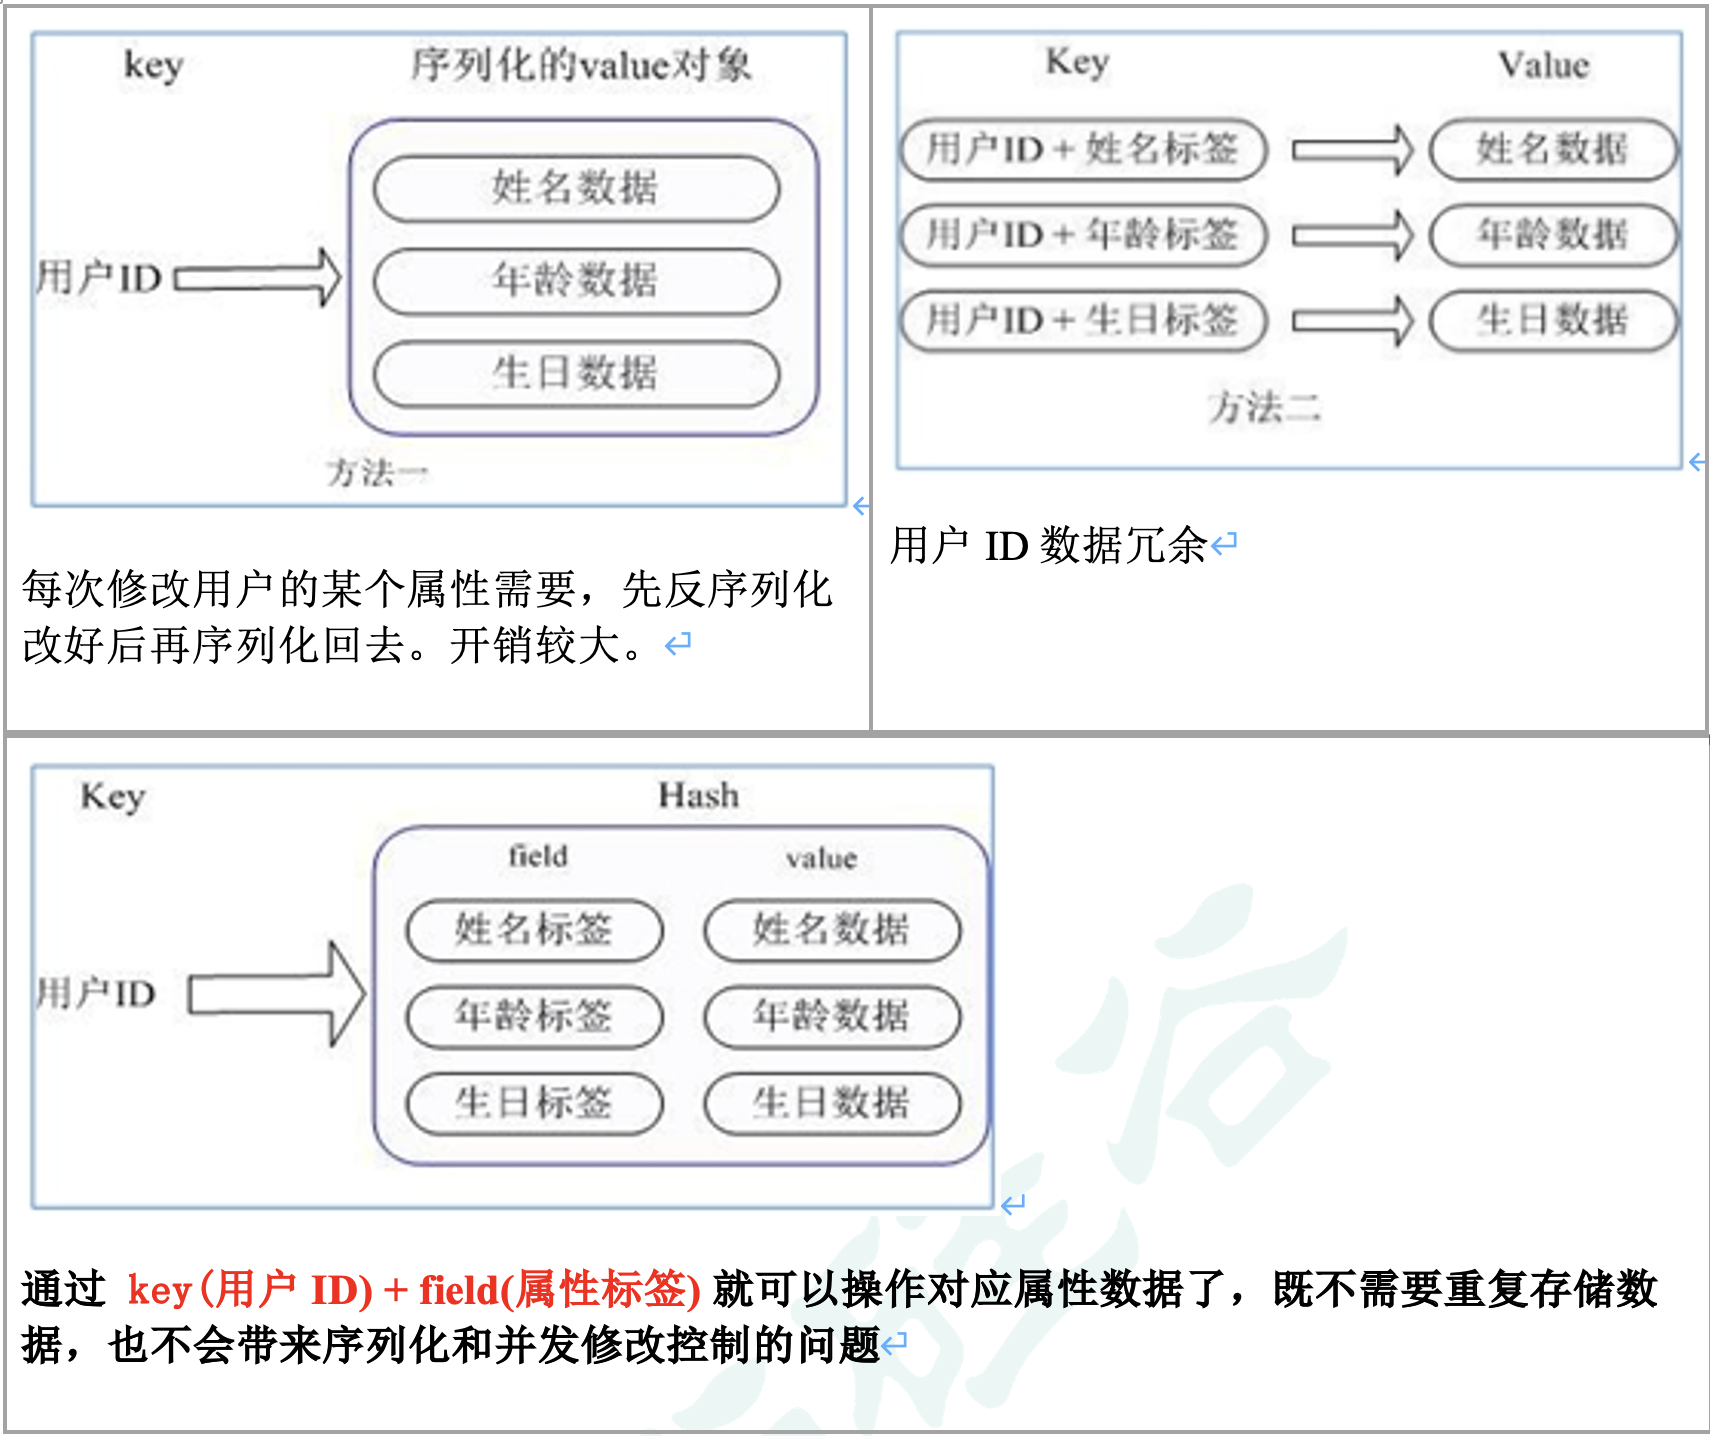 key 序列化的value对象
姓名数据
用户ID
年龄数据
生日数据
方法一
每次修改用户的某个属性需要，先反序列化
改好后再序列化回去。开销较大。
Key Value
用户ID + 姓名标签 姓名数据
用户ID + 年龄标签 年龄数据
用户ID + 生日标签 生日数据
方法二
用户 ID 数据冗余
Key Hash
field value
姓名标签 姓名数据
用户ID
年龄标签 年龄数据
生日标签 生日数据
通过 key(用户 ID) + field(属性标签) 就可以操作对应属性数据了，既不需要重复存储数
据，也不会带来序列化和并发修改控制的问题